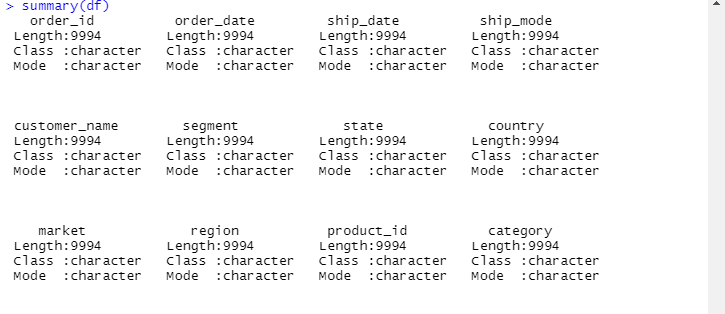 > summary(df)
order_id order_date ship_date ship_mode
Length:9994 Length:9994 Length:9994 Length:9994
Class :character Class :character Class :character Class :character
Mode :character Mode :character Mode :character Mode :character
customer_name segment state country
Length:9994 Length:9994 Length:9994 Length:9994
Class :character Class :character Class :character Class :character
Mode :character Mode :character Mode :character Mode :character
market region product_id category
Length:9994 Length:9994 Length:9994 Length:9994
Class :character Class :character Class :character Class :character
Mode :character Mode :character Mode :character Mode :character